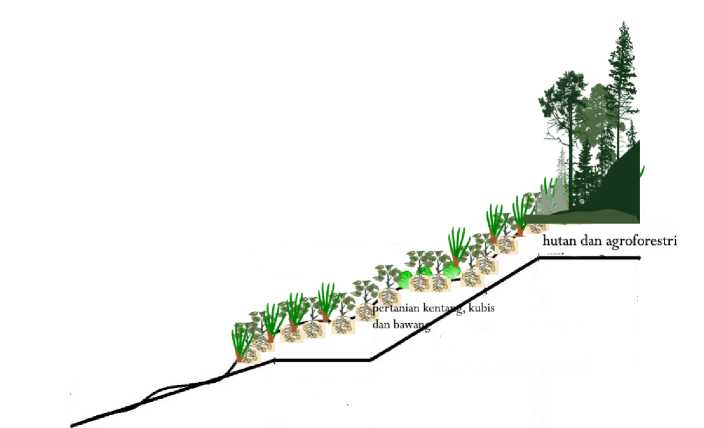 hutan dan agroforestri
pertanian kentang, kubis
dan bawang